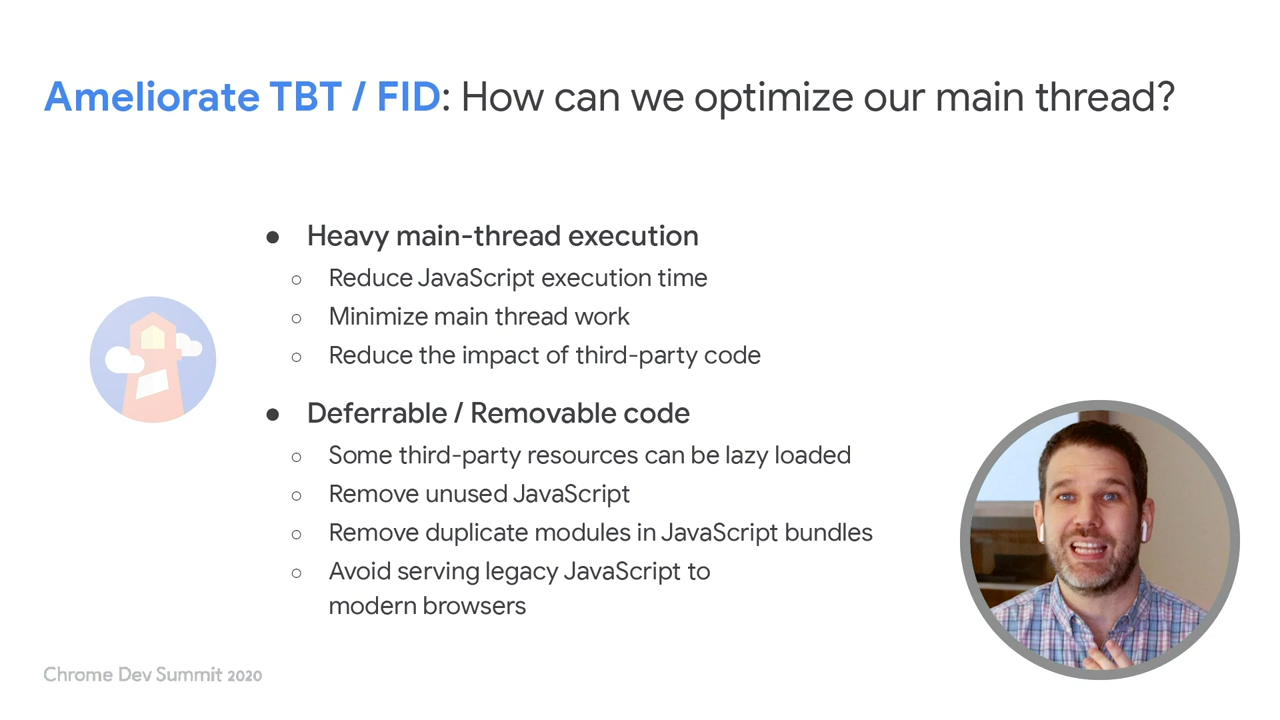 Ameliorate TBT / FID: How can we optimize our main thread?
● Heavy main-thread execution
○ Reduce JavaScript execution time
○ Minimize main thread work
○ Reduce the impact of third-party code
● Deferrable / Removable code
○ Some third-party resources can be lazy loaded
○ Remove unused JavaScript
○ Remove duplicate modules in JavaScript bundles
○ Avoid serving legacy JavaScript to
modern browsers
Chrome Dev Summit 2020